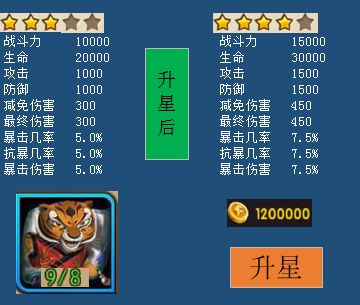 战斗力 10000
生命 20000
攻击 1000
防御 1000
减免伤害 300
最终伤害 300
暴击几率 5.0%
抗暴几率 5.0%
暴击伤害 5.0%
9/8
升星后
战斗力 15000
生命 30000
攻击 1500
防御 1500
减免伤害 450
最终伤害 450
暴击几率 7.5%
抗暴几率 7.5%
暴击伤害 7.5%
1200000
升星